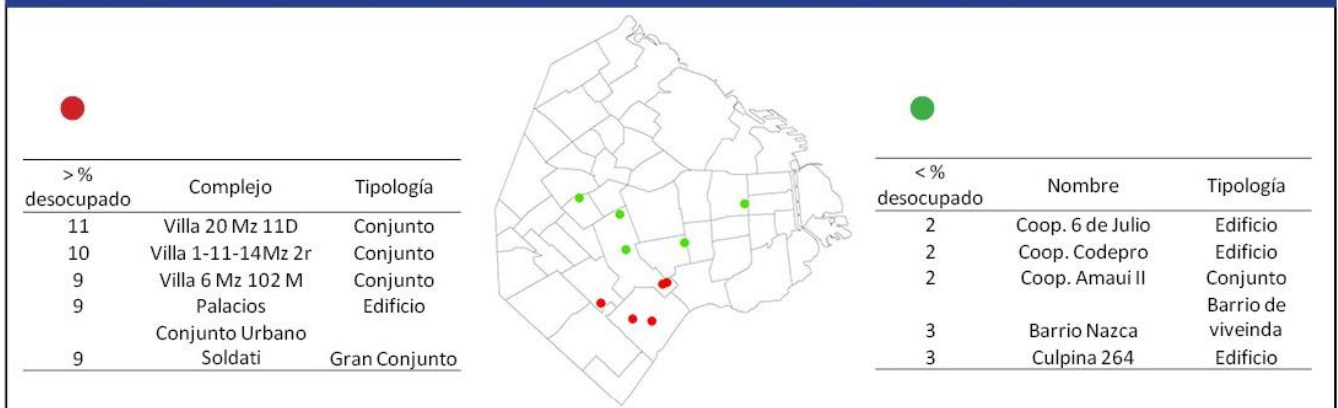 > %
desocupado Complejo Tipología
11 Villa 20 Mz 11D Conjunto
10 Villa 1-11-14Mz 2r Conjunto
9 Villa 6 Mz 102 M Conjunto
9 Palacios Edificio
Conjunto Urbano
9 Soldati Gran Conjunto
< %
desocupado Nombre Tipología
2 Coop. 6 de Julio Edificio
2 Coop. Codepro Edificio
2 Coop. Amaui II Conjunto
Barrio de
3 Barrio Nazca viveinda
3 Culpina 264 Edificio